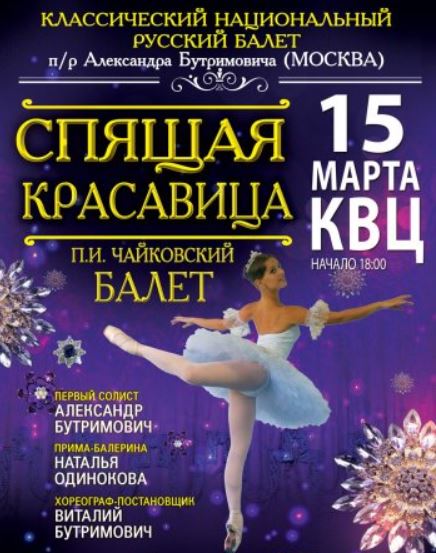 КЛАССИЧЕСКИЙ НАЦИОНАЛЬНЫЙ
РУССКИЙ БАЛЕТ
п/р Александра Бутримовича (МОСКВА)
СПЯЩАЯ
КРАСАВИЦА
П.И. ЧАЙКОВСКИЙ
БАЛЕТ
15
МАРТА
КВЦ
НАЧАЛО 18:00
ПЕРВЫЙ СОЛИСТ
АЛЕКСАНДР
БУТРИМОВИЧ
ПРИМА-БАЛЕРИНА
НАТАЛЬЯ
ОДИНОКОВА
ХОРЕОГРАФ-ПОСТАНОВЩИК
ВИТАЛИЙ
БУТРИМОВИЧ